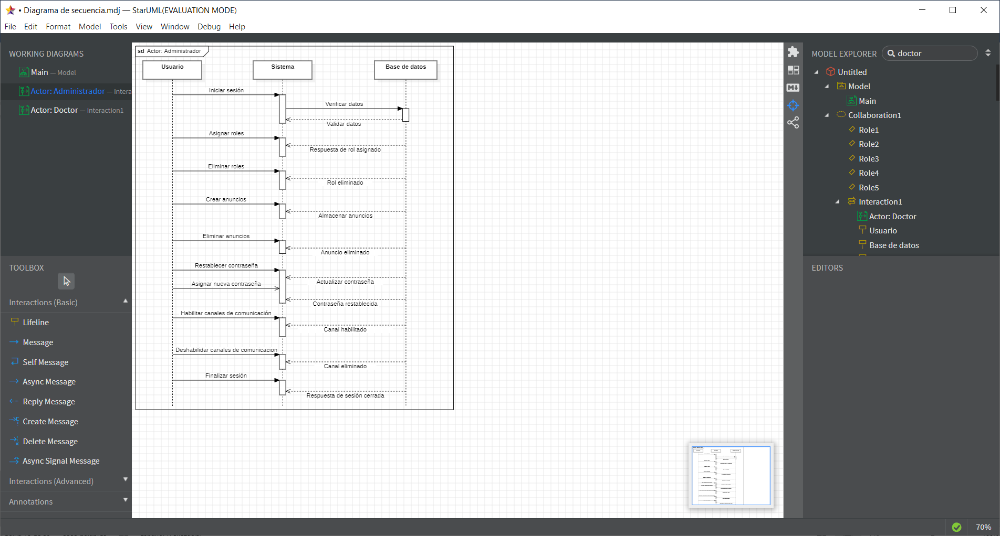 • Diagrama de secuencia.mdj — StarUML(EVALUATION MODE)
File Edit Format Model Tools View Window Debug Help
WORKING DIAGRAMS
Main — Model
Actor: Administrador — Intera
Actor: Doctor — Interaction1
TOOLBOX
Interactions (Basic)
Lifeline
Message
Self Message
Async Message
Reply Message
Create Message
Delete Message
Async Signal Message
Interactions (Advanced)
Annotations
sd Actor: Administrador
Usuario
Sistema
Base de datos
Iniciar sesión
Verificar datos
Validar datos
Asignar roles
Respuesta de rol asignado
Eliminar roles
Rol eliminado
Crear anuncios
Almacenar anuncios
Eliminar anuncios
Anuncio eliminado
Restablecer contraseña
Actualizar contraseña
Asignar nueva contraseña
Contraseña restablecida
Habilitar canales de comunicación
Canal habilitado
Deshabilidar canales de comunicacion
Canal eliminado
Finalizar sesión
Respuesta de sesión cerrada
MODEL EXPLORER
doctor
Untitled
Model
Main
Collaboration1
Role1
Role2
Role3
Role4
Role5
Interaction1
Actor: Doctor
Usuario
Base de datos
EDITORS
70%